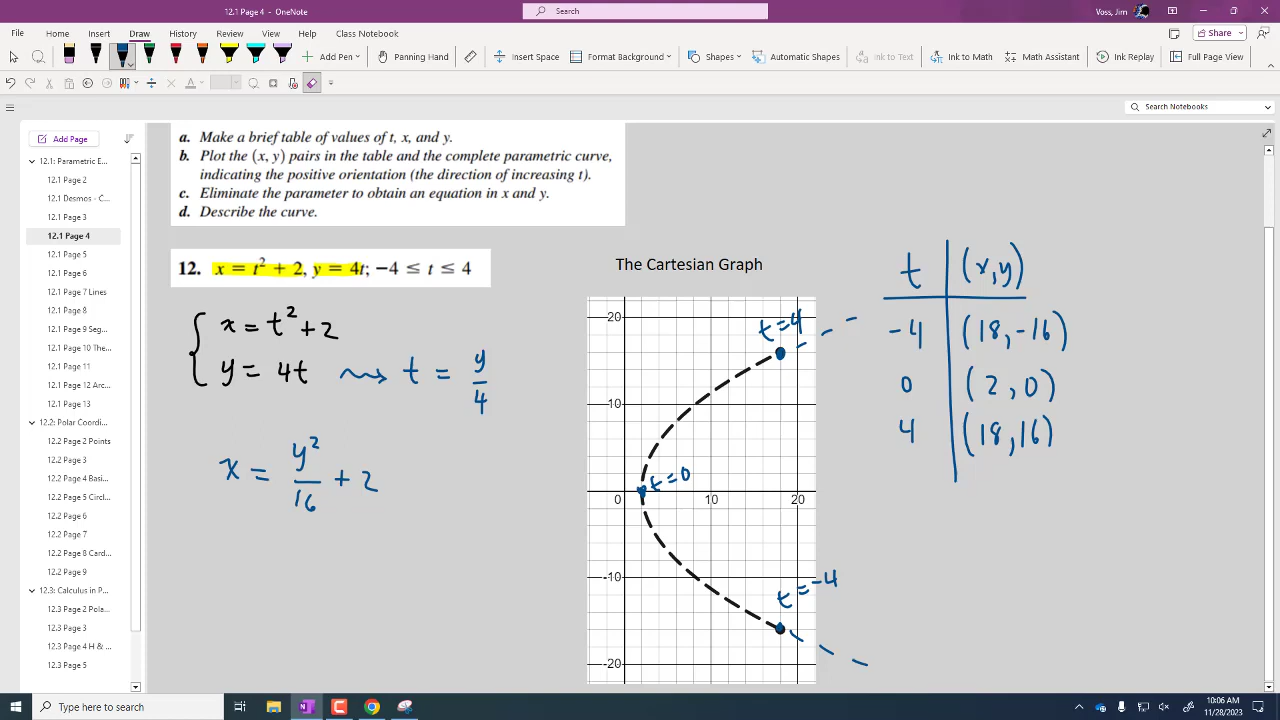 12.1 Page 4 - OneNote
Search
Voss, Jim
File Home Insert Draw History Review View Help Class Notebook
Share
Add Pen
Panning Hand
Insert Space
Format Background
Shapes
Automatic Shapes
Ink to Text
Ink to Shape
Ink to Math
Math Assistant
Ink Replay
Full Page View
Search Notebooks
Add Page
12.1: Parametric E...
12.1 Page 2
12.1 Desmos - C...
12.1 Page 3
12.1 Page 4
12.1 Page 5
12.1 Page 6
12.1 Page 7 Lines
12.1 Page 8
12.1 Page 9 Seg...
12.1 Page 10 The...
12.1 Page 11
12.1 Page 12 Arc...
12.1 Page 13
12.2: Polar Coordi...
12.2 Page 2 Points
12.2 Page 3
12.2 Page 4 Basi...
12.2 Page 5 Circl...
12.2 Page 6
12.2 Page 7
12.2 Page 8 Card...
12.2 Page 9
12.3: Calculus in P...
12.3 Page 2 Pola...
12.3 Page 3
12.3 Page 4 H & ...
12.3 Page 5
a. Make a brief table of values of t, x, and y.
b. Plot the (x, y) pairs in the table and the complete parametric curve,
indicating the positive orientation (the direction of increasing t).
c. Eliminate the parameter to obtain an equation in x and y.
d. Describe the curve.
12. x = t² + 2, y = 4t; −4 ≤ t ≤ 4
x = t² + 2
y = 4t ⇝ t = y/4
x = y²/16 + 2
The Cartesian Graph
20
t=4
10
t=0
0 10 20
-10
t=-4
-20
t (x,y)
-4 (18,-16)
0 (2,0)
4 (18,16)
Type here to search
10:06 AM
11/28/2023